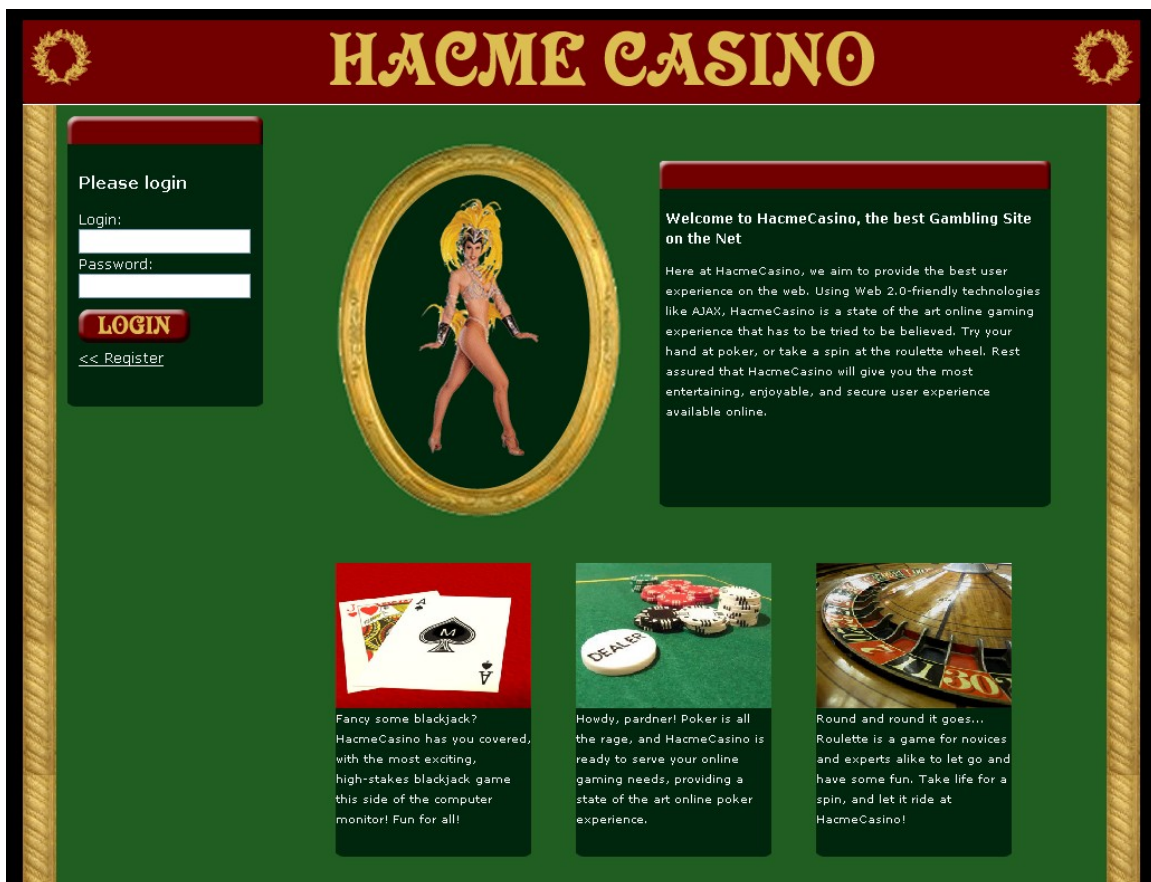 HACME CASINO
Please login
Login:
Password:
LOGIN
<< Register
Welcome to HacmeCasino, the best Gambling Site
on the Net
Here at HacmeCasino, we aim to provide the best user
experience on the web. Using Web 2.0-friendly technologies
like AJAX, HacmeCasino is a state of the art online gaming
experience that has to be tried to be believed. Try your
hand at poker, or take a spin at the roulette wheel. Rest
assured that HacmeCasino will give you the most
entertaining, enjoyable, and secure user experience
available online.
J
A
M
A
Fancy some blackjack?
HacmeCasino has you covered,
with the most exciting,
high-stakes blackjack game
this side of the computer
monitor! Fun for all!
DEALER
Howdy, pardner! Poker is all
the rage, and HacmeCasino is
ready to serve your online
gaming needs, providing a
state of the art online poker
experience.
11 30
Round and round it goes...
Roulette is a game for novices
and experts alike to let go and
have some fun. Take life for a
spin, and let it ride at
HacmeCasino!